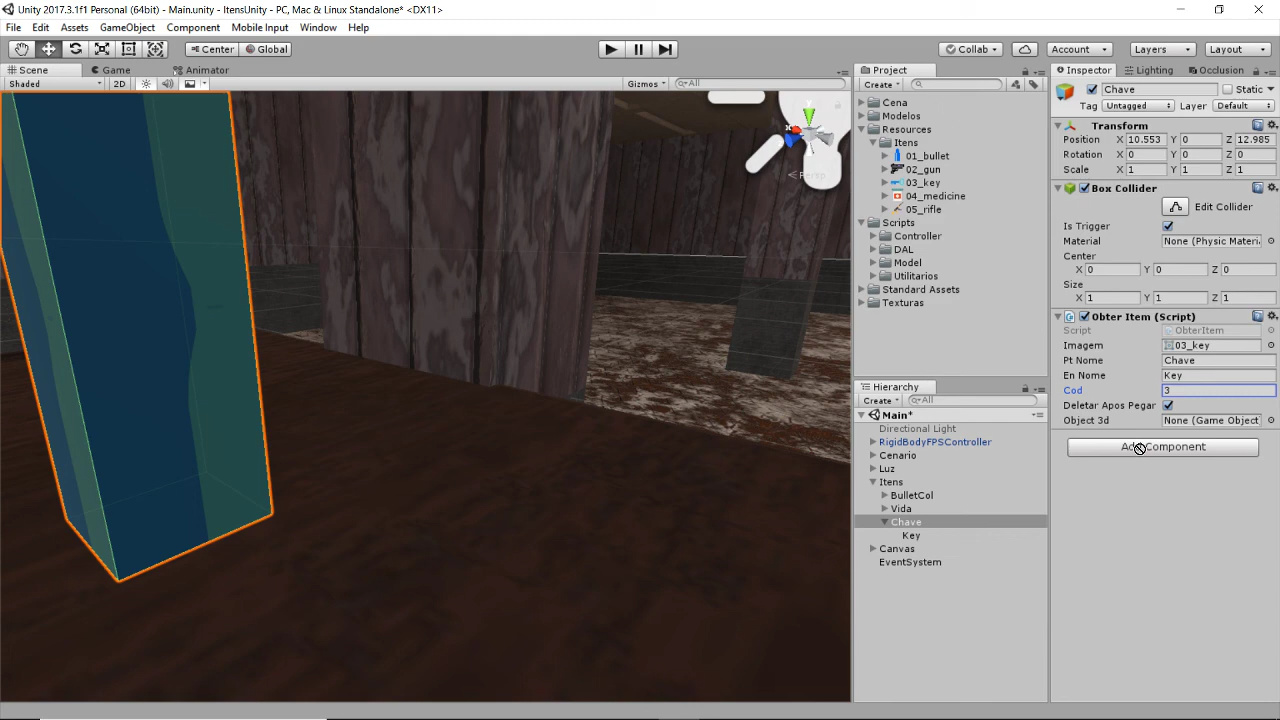 Unity 2017.3.1f1 Personal (64bit) - Main.unity - ItensUnity - PC, Mac & Linux Standalone* <DX11>
File Edit Assets GameObject Component Mobile Input Window Help
Center Global Collab Account Layers Layout
Scene Game Animator
Shaded 2D Gizmos All
< Persp
Project
Create
Cena
Modelos
Resources
Itens
01_bullet
02_gun
03_key
04_medicine
05_rifle
Scripts
Controller
DAL
Model
Utilitarios
Standard Assets
Texturas
Hierarchy
Create All
Main*
Directional Light
RigidBodyFPSController
Cenario
Luz
Itens
BulletCol
Vida
Chave
Key
Canvas
EventSystem
Inspector Lighting Occlusion
Chave Static
Tag Untagged Layer Default
Transform
Position X 10.553 Y 0 Z 12.985
Rotation X 0 Y 0 Z 0
Scale X 1 Y 1 Z 1
Box Collider
Edit Collider
Is Trigger
Material None (Physic Materi
Center
X 0 Y 0 Z 0
Size
X 1 Y 1 Z 1
Obter Item (Script)
Script ObterItem
Imagem 03_key
Pt Nome Chave
En Nome Key
Cod 3
Deletar Apos Pegar
Object 3d None (Game Object
Add Component